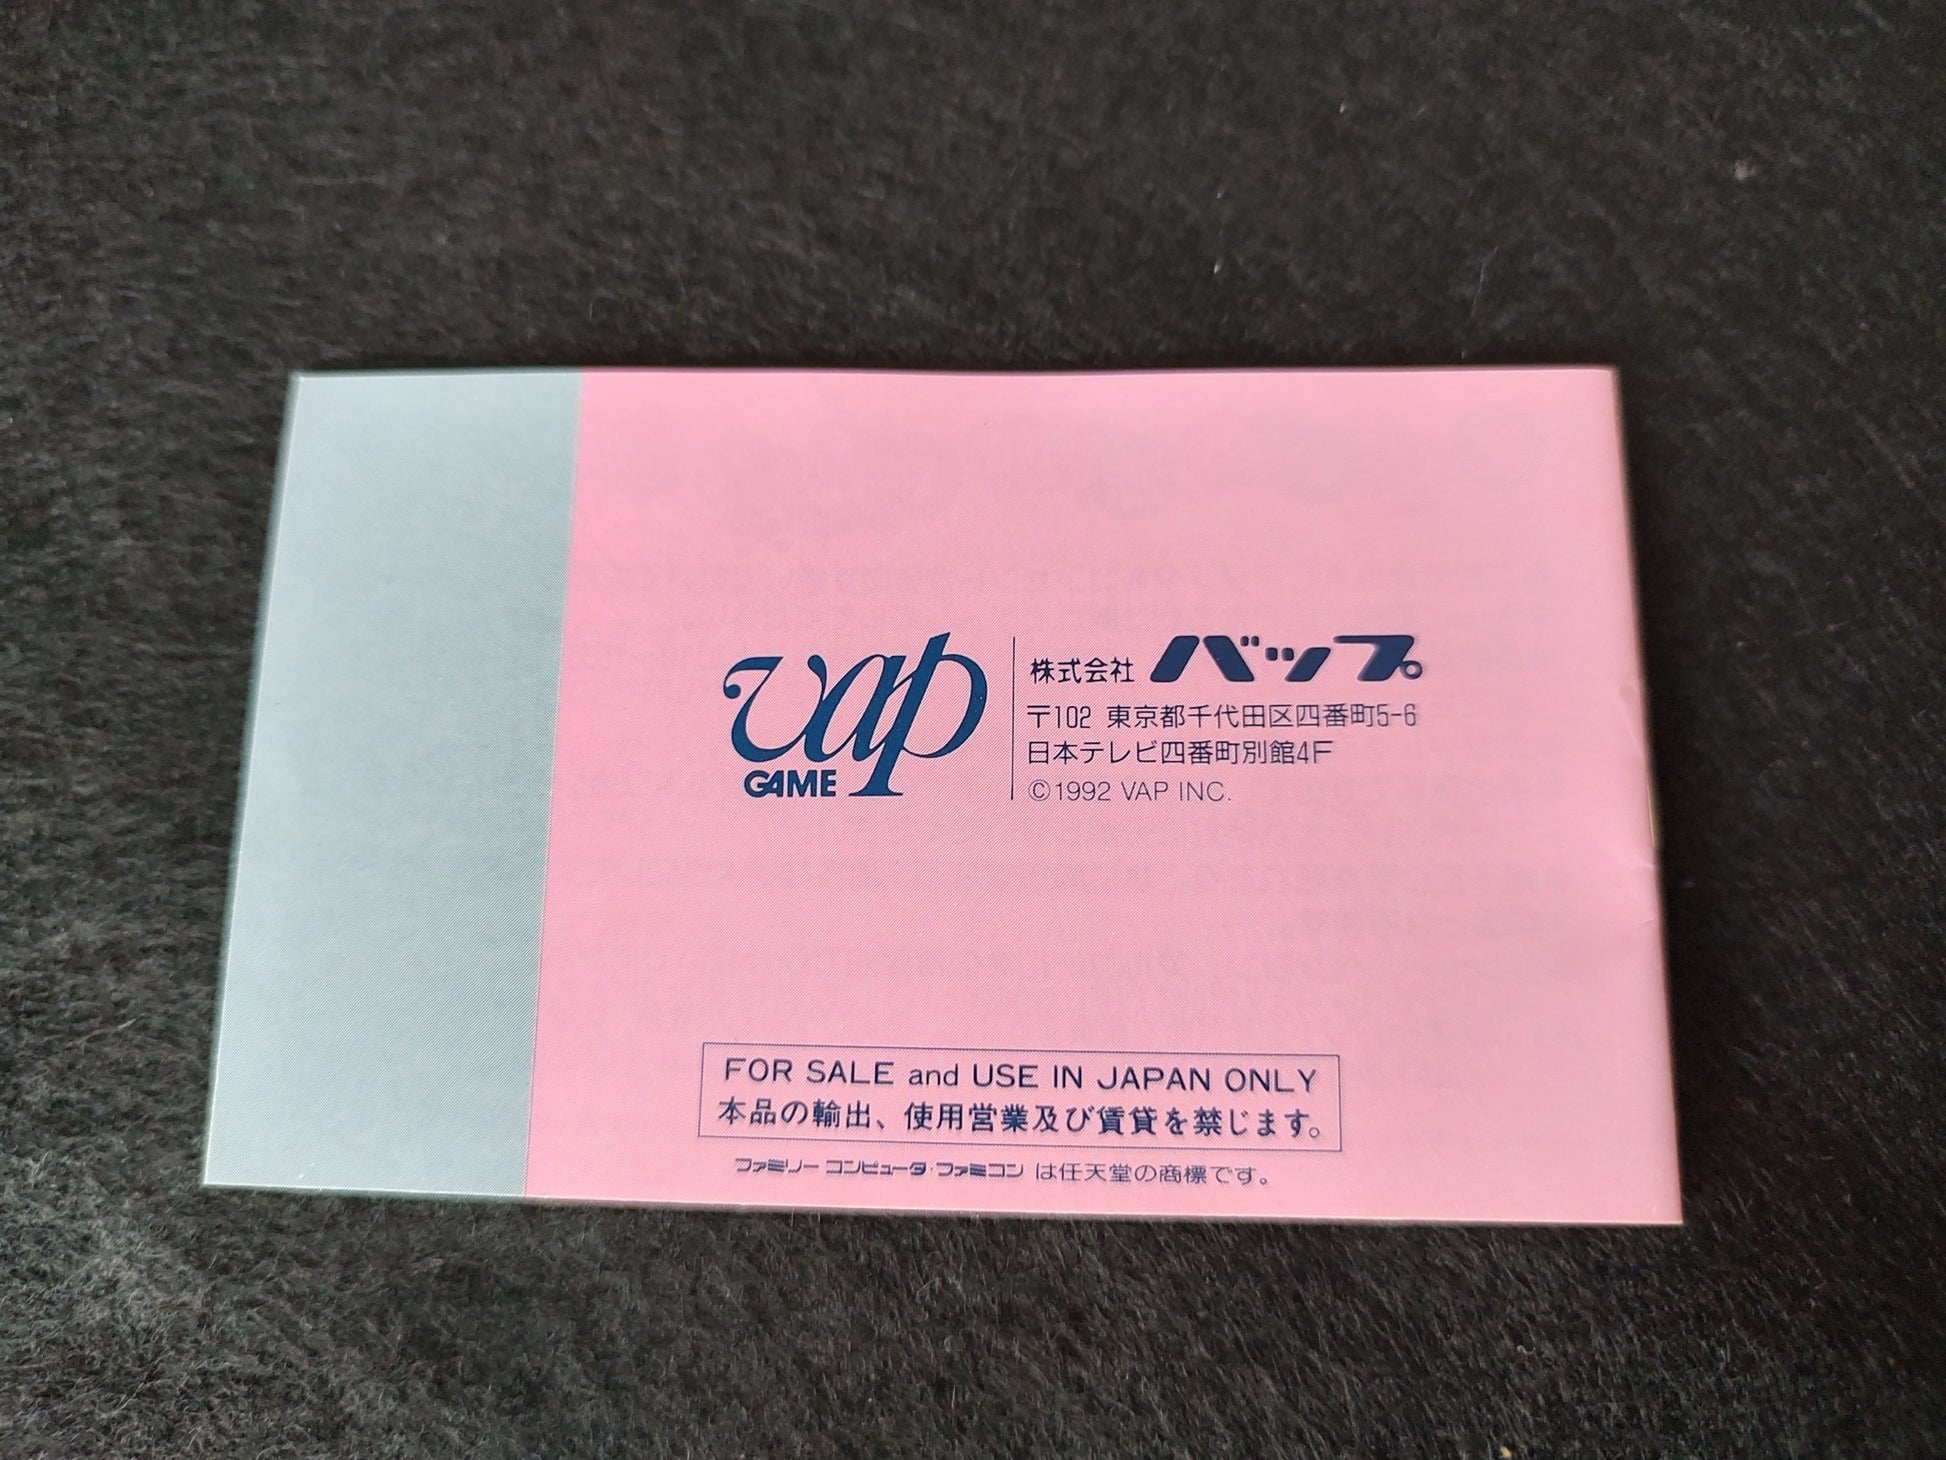 vap
GAME
株式会社 バップ
〒102 東京都千代田区四番町5-6
日本テレビ四番町別館4F
©1992 VAP INC.
FOR SALE and USE IN JAPAN ONLY
本品の輸出、使用営業及び賃貸を禁じます。
ファミリー コンピュータ・ファミコン は任天堂の商標です。